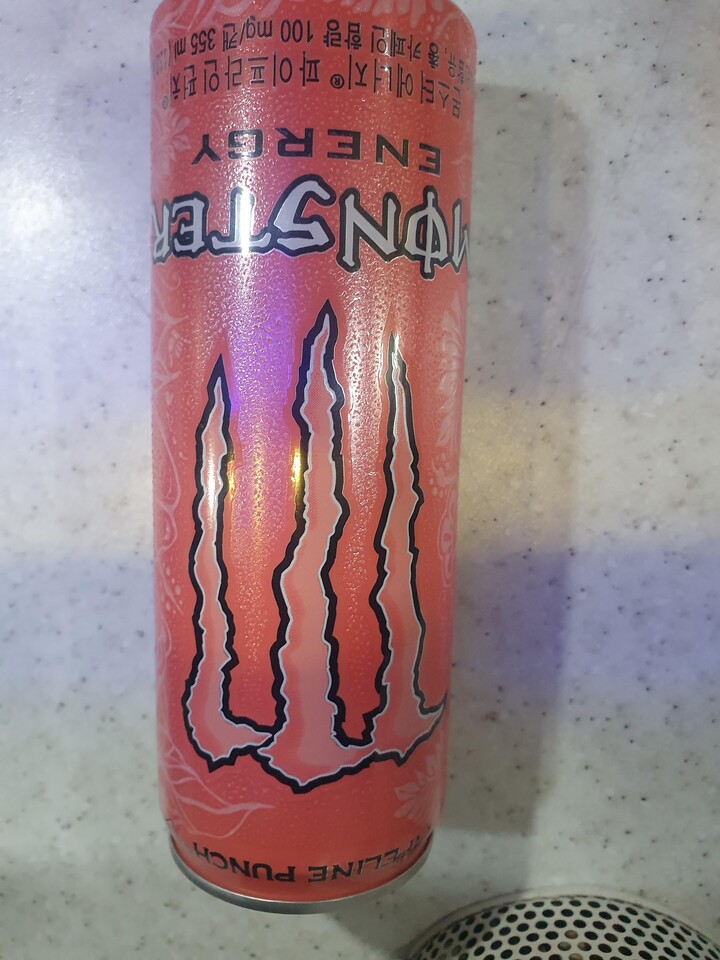 PIPELINE PUNCH
MONSTER
ENERGY
몬스터 에너지® 파이프라인 펀치®
총 카페인 함량 100 mg/캔 355 ml